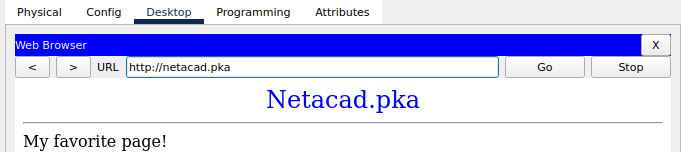 Physical Config Desktop Programming Attributes
Web Browser X
< > URL http://netacad.pka Go Stop
Netacad.pka
My favorite page!